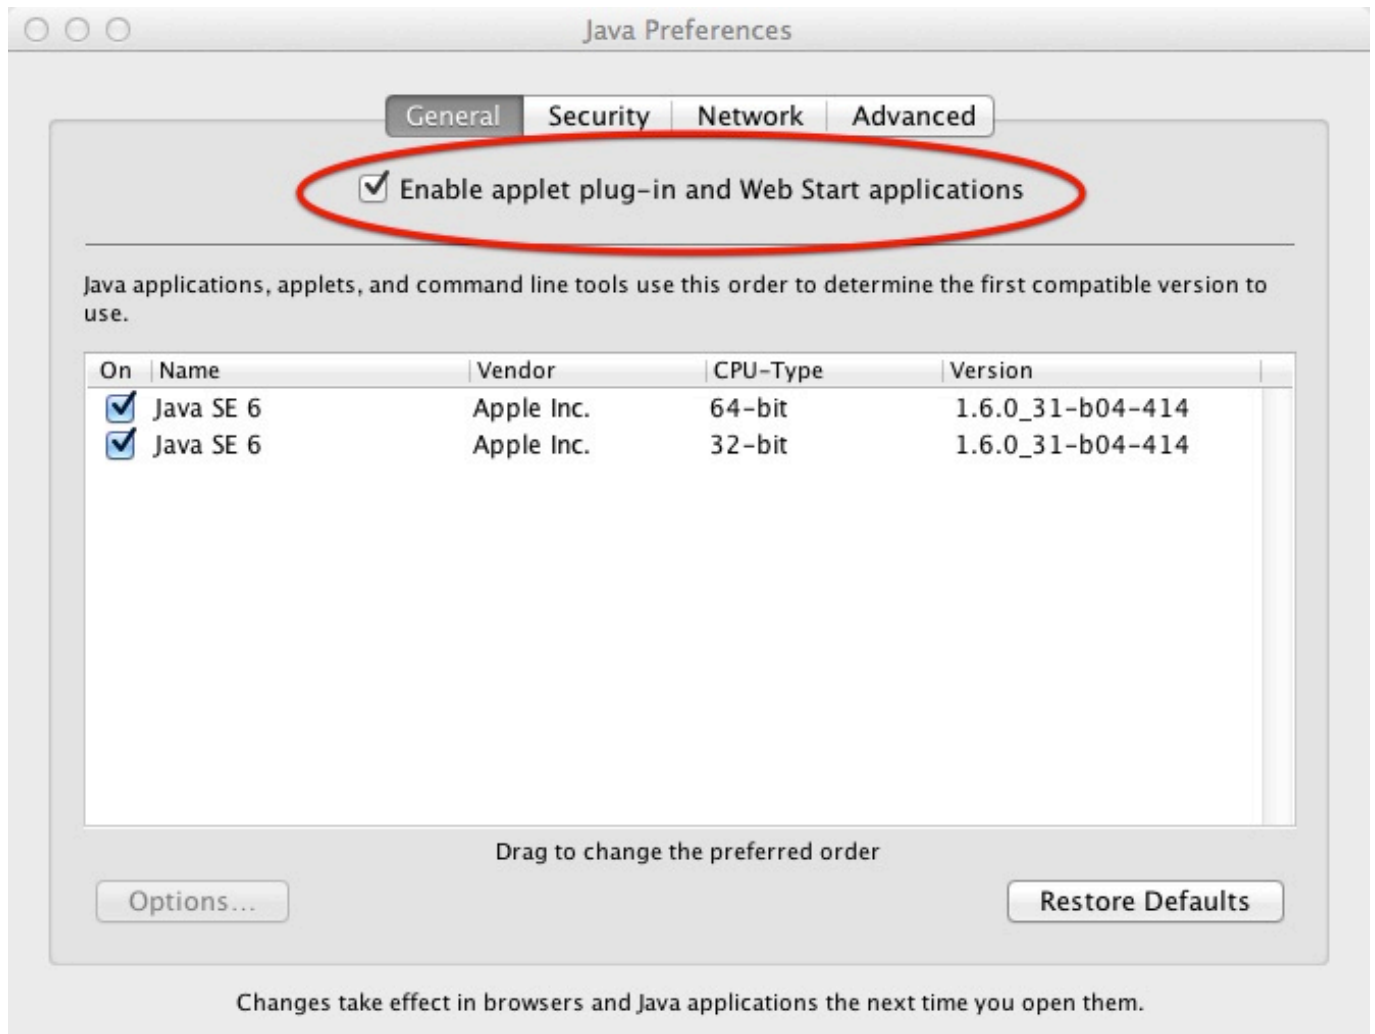 Java Preferences
General Security Network Advanced
Enable applet plug-in and Web Start applications
Java applications, applets, and command line tools use this order to determine the first compatible version to
use.
On Name Vendor CPU-Type Version
Java SE 6 Apple Inc. 64-bit 1.6.0_31-b04-414
Java SE 6 Apple Inc. 32-bit 1.6.0_31-b04-414
Drag to change the preferred order
Options... Restore Defaults
Changes take effect in browsers and Java applications the next time you open them.